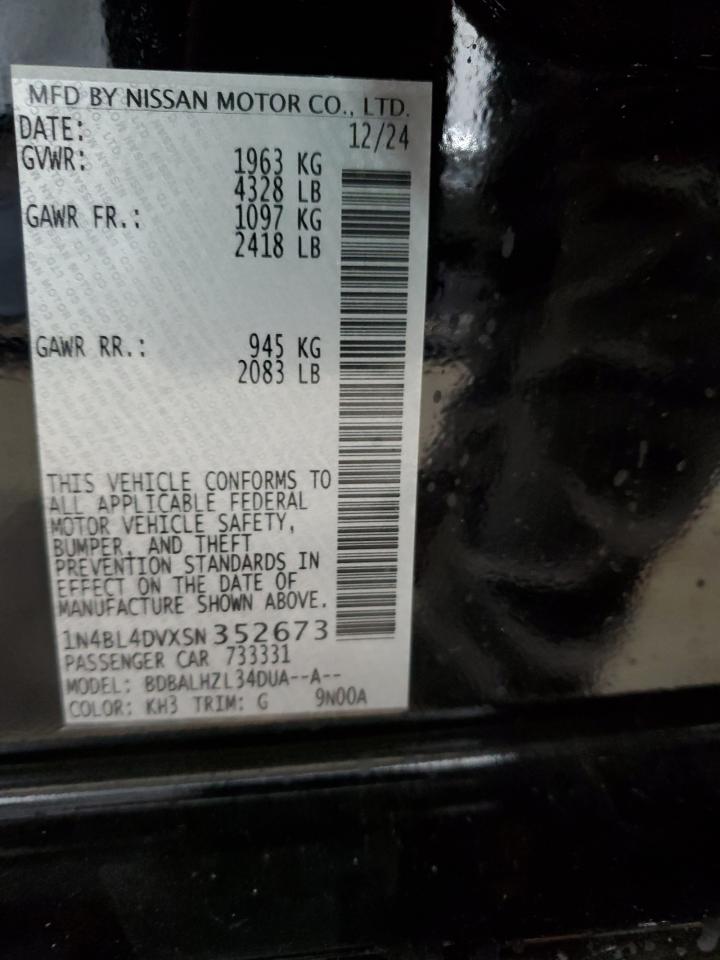 MFD BY NISSAN MOTOR CO., LTD.
DATE: 12/24
GVWR: 1963 KG
4328 LB
GAWR FR.: 1097 KG
2418 LB
GAWR RR.: 945 KG
2083 LB
THIS VEHICLE CONFORMS TO
ALL APPLICABLE FEDERAL
MOTOR VEHICLE SAFETY,
BUMPER, AND THEFT
PREVENTION STANDARDS IN
EFFECT ON THE DATE OF
MANUFACTURE SHOWN ABOVE.
1N4BL4DVXSN352673
PASSENGER CAR 733331
MODEL: BDBALHZL34DUA--A--
COLOR: KH3 TRIM: G 9N00A